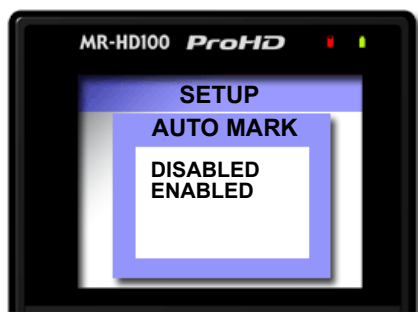 MR-HD100 ProHD
SETUP
AUTO MARK
DISABLED
ENABLED